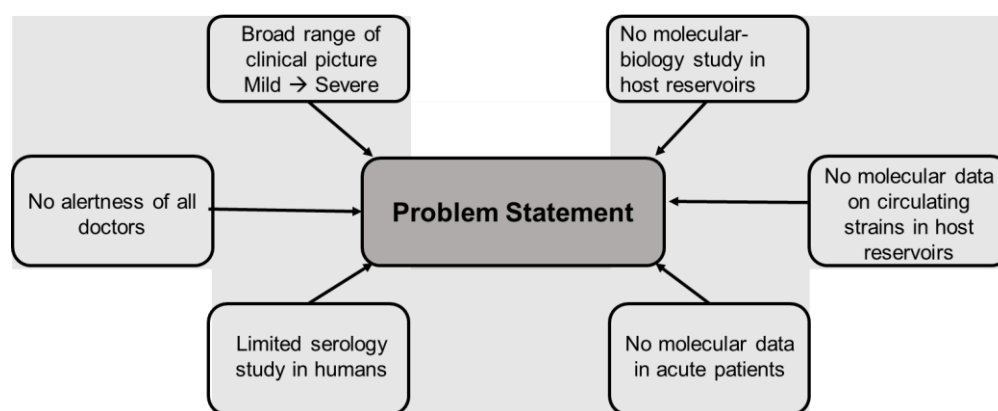 Broad range of
clinical picture
Mild → Severe
No molecular-
biology study in
host reservoirs
No alertness of all
doctors
Problem Statement
No molecular data
on circulating
strains in host
reservoirs
Limited serology
study in humans
No molecular data
in acute patients